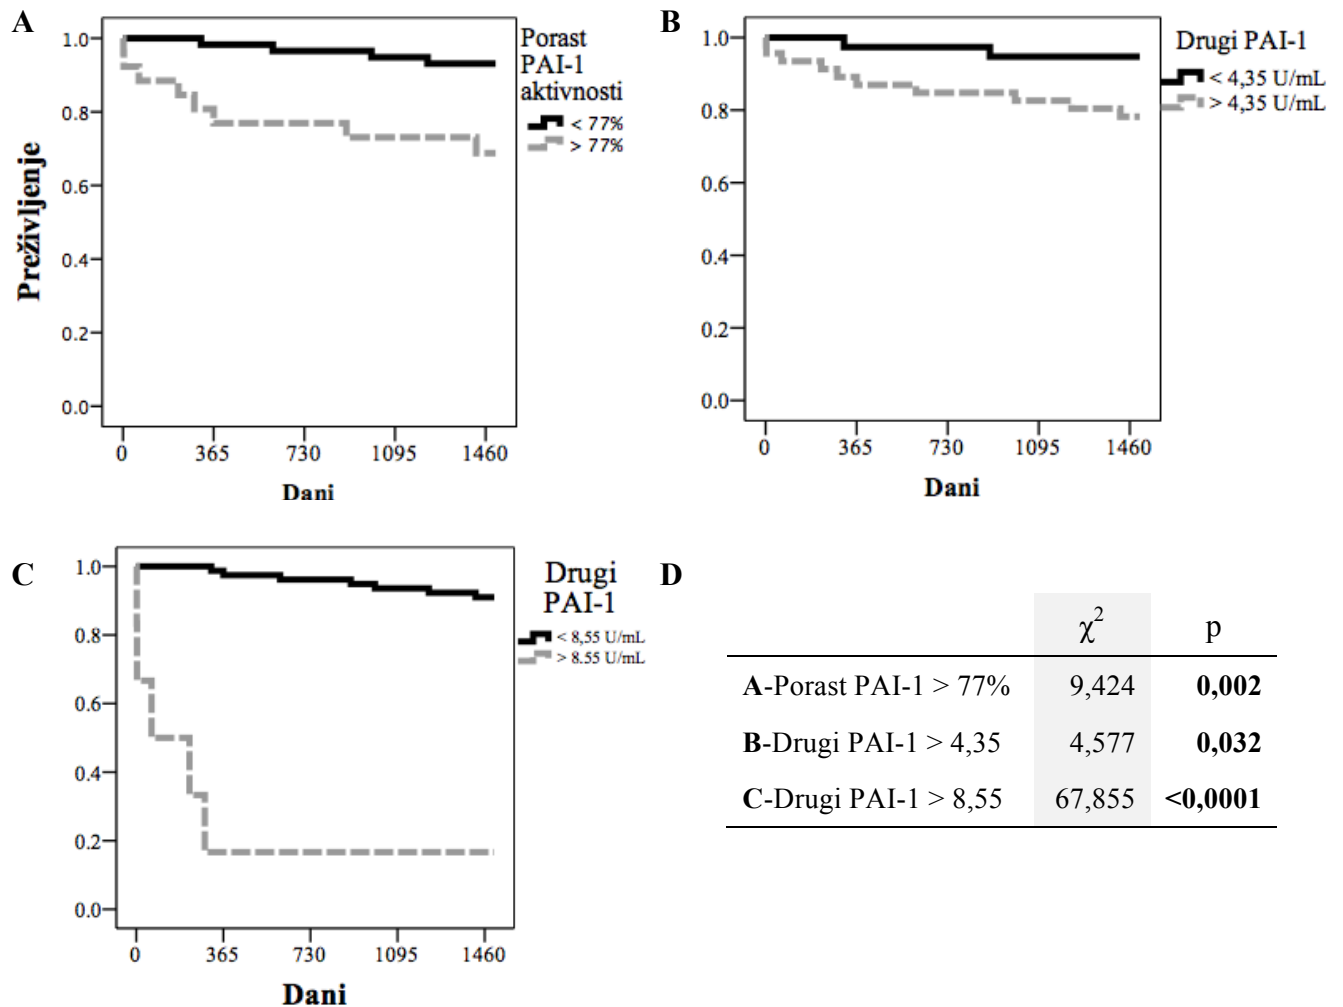 A
Porast
PAI-1
aktivnosti
< 77%
> 77%
Preživljenje
1.0
0.8
0.6
0.4
0.2
0.0
0 365 730 1095 1460
Dani
B
Drugi PAI-1
< 4,35 U/mL
> 4,35 U/mL
1.0
0.8
0.6
0.4
0.2
0.0
0 365 730 1095 1460
Dani
C
Drugi
PAI-1
< 8,55 U/mL
> 8.55 U/mL
1.0
0.8
0.6
0.4
0.2
0.0
0 365 730 1095 1460
Dani
D
χ² p
A-Porast PAI-1 > 77% 9,424 0,002
B-Drugi PAI-1 > 4,35 4,577 0,032
C-Drugi PAI-1 > 8,55 67,855 <0,0001